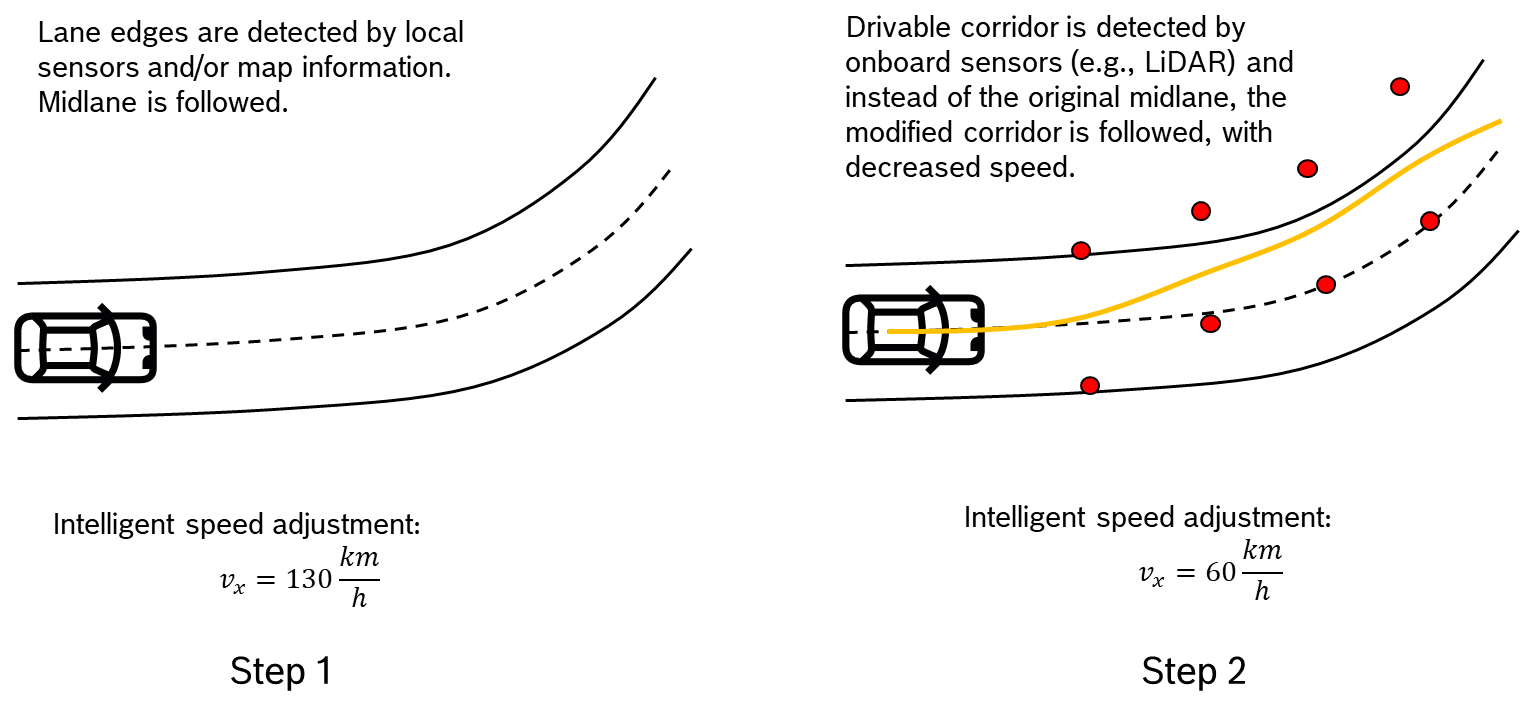 Lane edges are detected by local
sensors and/or map information.
Midlane is followed.
Intelligent speed adjustment:
𝑣ₓ = 130 km/h
Step 1
Drivable corridor is detected by
onboard sensors (e.g., LiDAR) and
instead of the original midlane, the
modified corridor is followed, with
decreased speed.
Intelligent speed adjustment:
𝑣ₓ = 60 km/h
Step 2